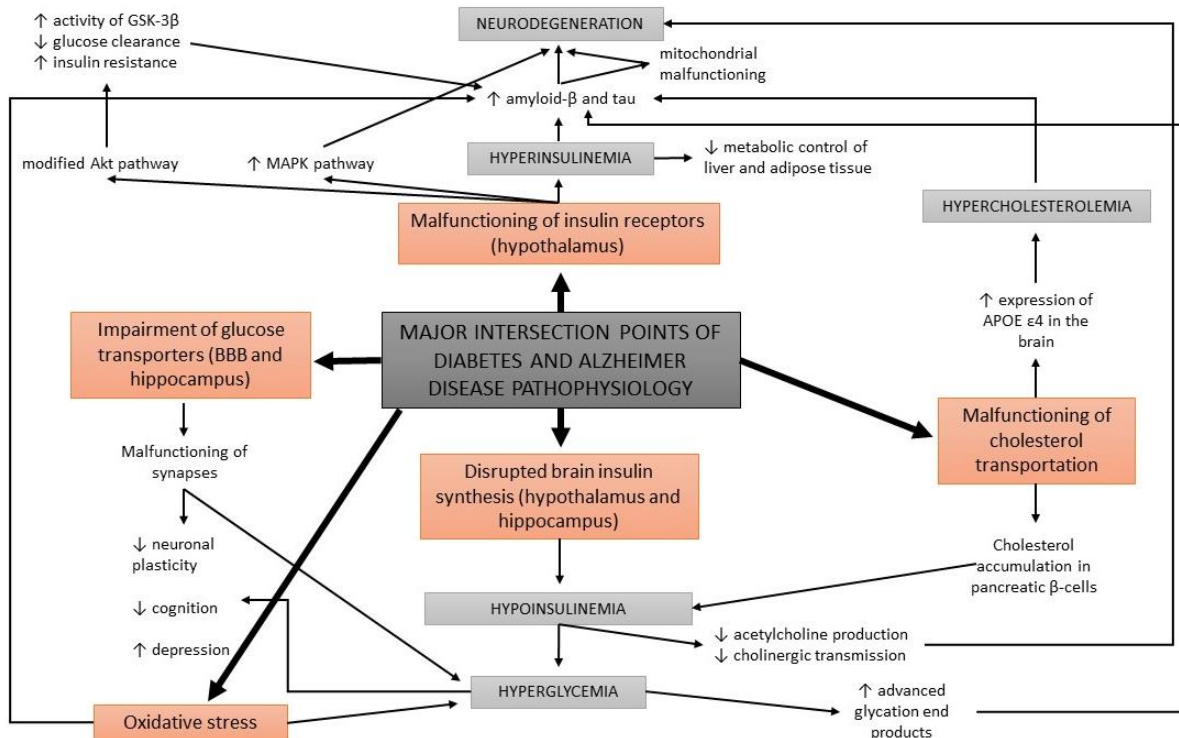 ↑ activity of GSK-3β
↓ glucose clearance
↑ insulin resistance
NEURODEGENERATION
mitochondrial
malfunctioning
↑ amyloid-β and tau
modified Akt pathway
↑ MAPK pathway
HYPERINSULINEMIA
↓ metabolic control of
liver and adipose tissue
HYPERCHOLESTEROLEMIA
Malfunctioning of insulin receptors
(hypothalamus)
↑ expression of
APOE ε4 in the
brain
Impairment of glucose
transporters (BBB and
hippocampus)
MAJOR INTERSECTION POINTS OF
DIABETES AND ALZHEIMER
DISEASE PATHOPHYSIOLOGY
Malfunctioning of
cholesterol
transportation
Malfunctioning of
synapses
Disrupted brain insulin
synthesis (hypothalamus and
hippocampus)
↓ neuronal
plasticity
Cholesterol
accumulation in
pancreatic β-cells
↓ cognition
HYPOINSULINEMIA
↑ depression
↓ acetylcholine production
↓ cholinergic transmission
HYPERGLYCEMIA
↑ advanced
glycation end
products
Oxidative stress